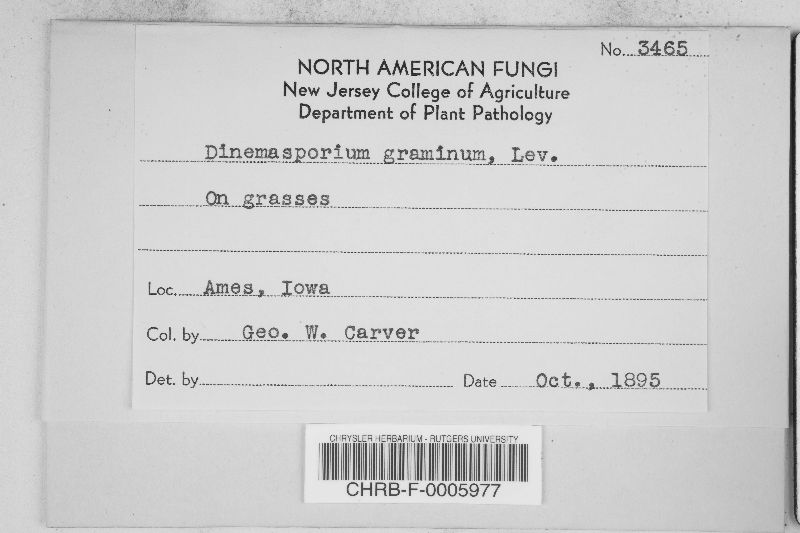 No. 3465
NORTH AMERICAN FUNGI
New Jersey College of Agriculture
Department of Plant Pathology
Dinemasporium graminum, Lev.
On grasses
Loc. Ames, Iowa
Col. by Geo. W. Carver
Det. by
Date Oct., 1895
CHRYSLER HERBARIUM - RUTGERS UNIVERSITY
CHRB-F-0005977